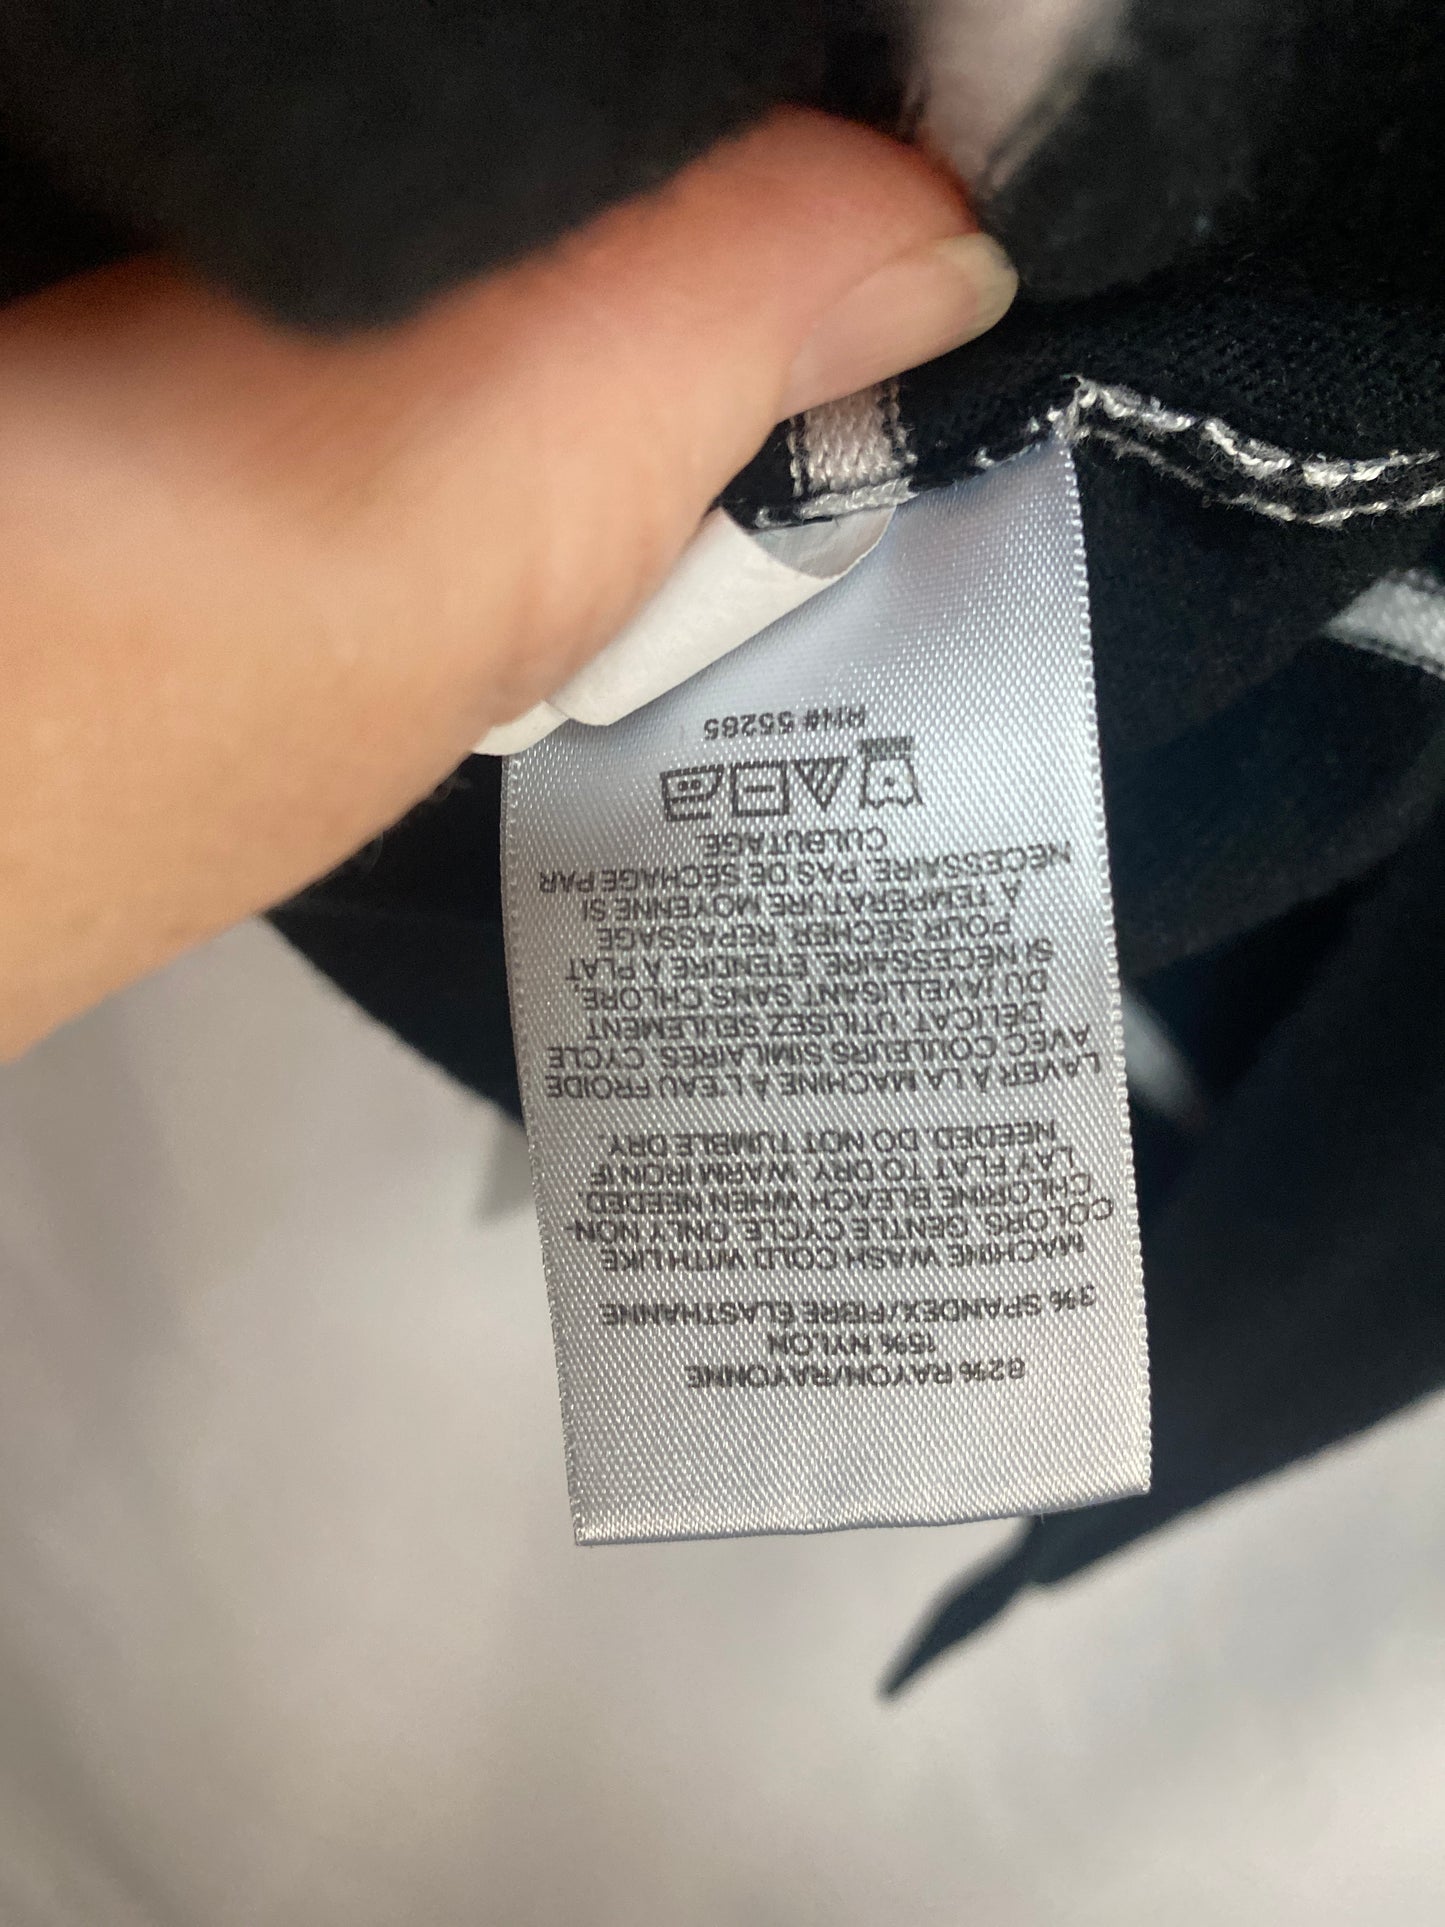 82% RAYON/RAYONNE
15% NYLON
3% SPANDEX/FIBRE ÉLASTHANNE
MACHINE WASH COLD WITH LIKE
COLORS. GENTLE CYCLE. ONLY NON-
CHLORINE BLEACH WHEN NEEDED.
LAY FLAT TO DRY. WARM IRON IF
NEEDED. DO NOT TUMBLE DRY.
LAVER À LA MACHINE À L'EAU FROIDE
AVEC COULEURS SIMILAIRES. CYCLE
DÉLICAT. UTILISEZ SEULEMENT
DU JAVELLISANT SANS CHLORE,
SI NÉCESSAIRE. ÉTENDRE À PLAT
POUR SÉCHER. REPASSAGE
À TEMPÉRATURE MOYENNE SI
NÉCESSAIRE. PAS DE SÉCHAGE PAR
CULBUTAGE
RN# 55285